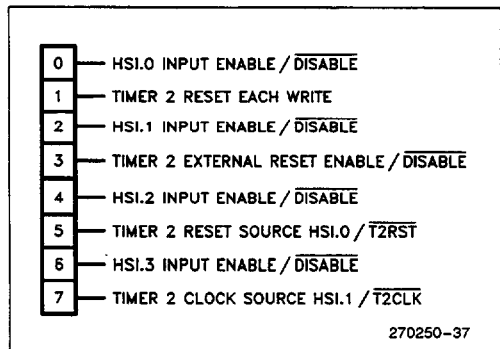 0 HSI.0 INPUT ENABLE / DISABLE
1 TIMER 2 RESET EACH WRITE
2 HSI.1 INPUT ENABLE / DISABLE
3 TIMER 2 EXTERNAL RESET ENABLE / DISABLE
4 HSI.2 INPUT ENABLE / DISABLE
5 TIMER 2 RESET SOURCE HSI.0 / T2RST
6 HSI.3 INPUT ENABLE / DISABLE
7 TIMER 2 CLOCK SOURCE HSI.1 / T2CLK
270250-37